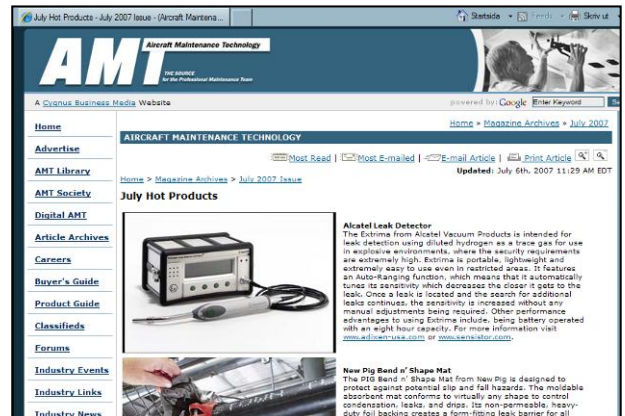 July Hot Products - July 2007 Issue - (Aircraft Maintena...
Startsida
Feeds
Skriv ut
AMT
Aircraft Maintenance Technology
THE SOURCE
for the Professional Maintenance Team
A Cygnus Business Media Website
powered by: Google Enter Keyword
Home > Magazine Archives > July 2007
AIRCRAFT MAINTENANCE TECHNOLOGY
Most Read | Most E-mailed | E-mail Article | Print Article
Updated: July 6th, 2007 11:29 AM EDT
Home > Magazine Archives > July 2007 Issue
July Hot Products
Home
Advertise
AMT Library
AMT Society
Digital AMT
Article Archives
Careers
Buyer's Guide
Product Guide
Classifieds
Forums
Industry Events
Industry Links
Industry News
Alcatel Leak Detector
The Extrima from Alcatel Vacuum Products is intended for
leak detection using diluted hydrogen as a trace gas for use
in explosive environments, where the security requirements
are extremely high. Extrima is portable, lightweight and
extremely easy to use even in restricted areas. It features
an Auto-Ranging function, which means that it automatically
tunes its sensitivity which decreases the closer it gets to the
leak. Once a leak is located and the search for additional
leaks continues, the sensitivity is increased without any
manual adjustments being required. Other performance
advantages to using Extrima include, being battery operated
with an eight hour capacity. For more information visit
www.adixen-usa.com or www.sensistor.com.
New Pig Bend n' Shape Mat
The PIG Bend n' Shape Mat from New Pig is designed to
protect against potential slip and fall hazards. The moldable
absorbent mat conforms to virtually any shape to control
condensation, leaks, and drips. Its non-permeable, heavy-
duty foil backing creates a form-fitting leak barrier for all